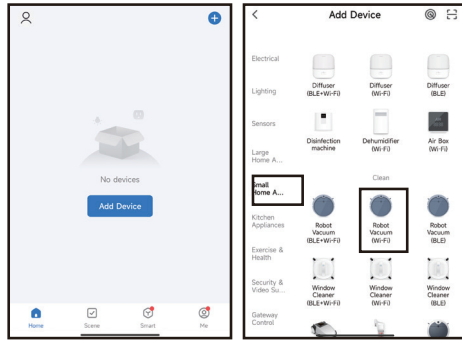 No devices
Add Device
Home
Scene
Smart
Me
Add Device
Electrical
Lighting
Sensors
Large
Home A...
Small
Home A...
Kitchen
Appliances
Exercise &
Health
Security &
Video Su...
Gateway
Control
Diffuser
(BLE+Wi-Fi)
Diffuser
(Wi-Fi)
Diffuser
(BLE)
Disinfection
machine
Dehumidifier
(Wi-Fi)
Air Box
(Wi-Fi)
Clean
Robot
Vacuum
(BLE+Wi-Fi)
Robot
Vacuum
(Wi-Fi)
Robot
Vacuum
(BLE)
Window
Cleaner
(BLE+Wi-Fi)
Window
Cleaner
(Wi-Fi)
Window
Cleaner
(BLE)